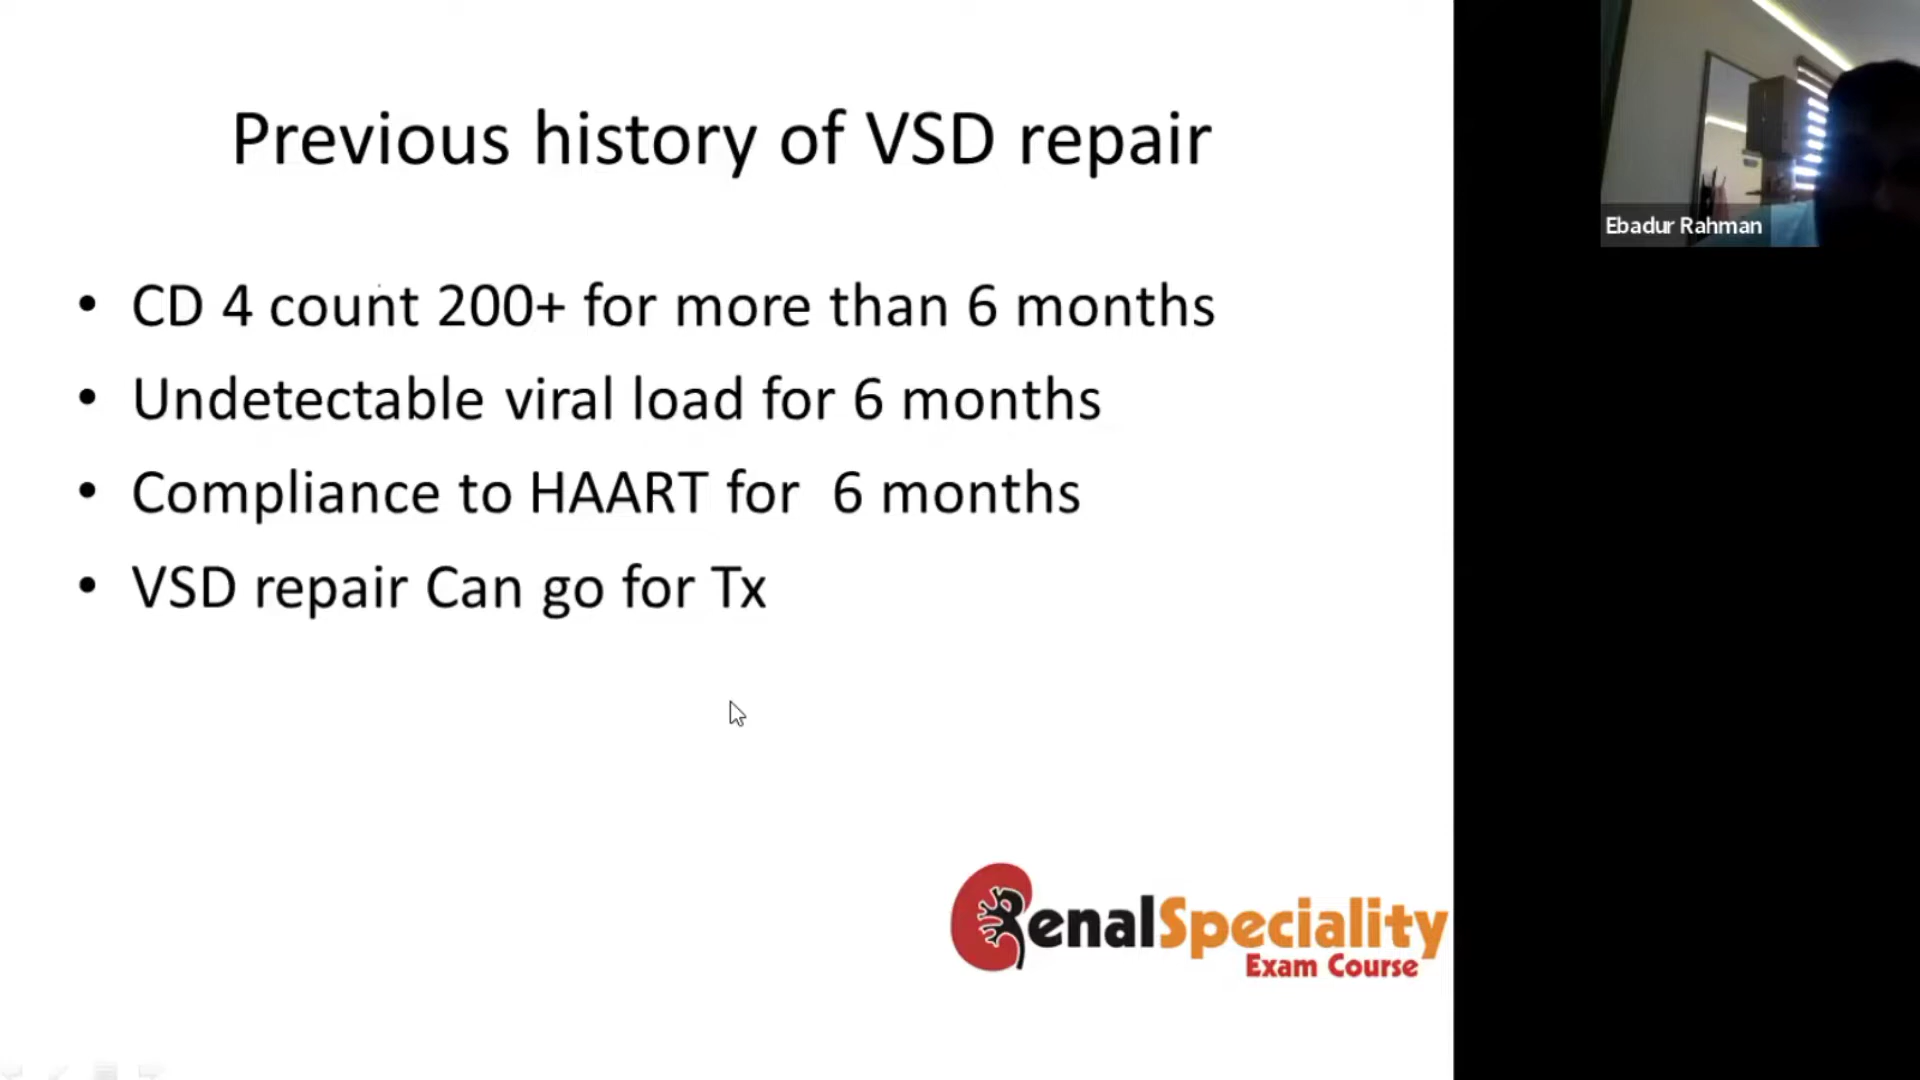 Previous history of VSD repair
• CD 4 count 200+ for more than 6 months
• Undetectable viral load for 6 months
• Compliance to HAART for 6 months
• VSD repair Can go for Tx
RenalSpeciality
Exam Course
Ebadur Rahman